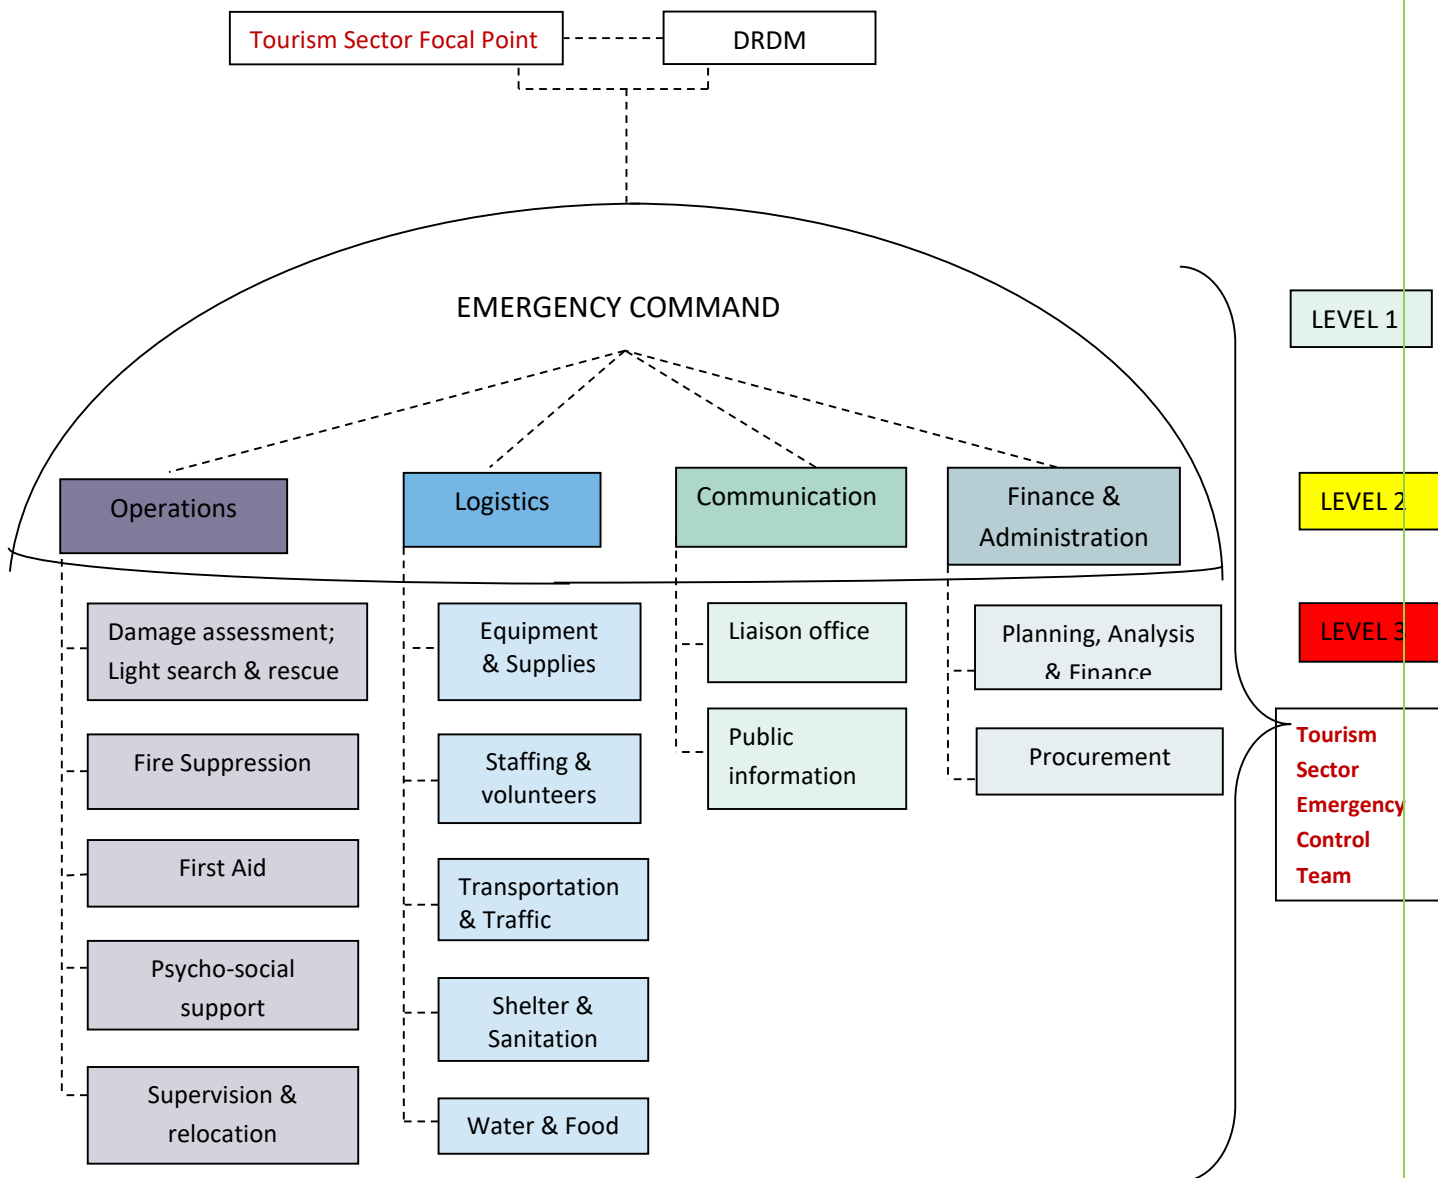 Tourism Sector Focal Point
DRDM
EMERGENCY COMMAND
LEVEL 1
Operations
Logistics
Communication
Finance &
Administration
LEVEL 2
Damage assessment;
Light search & rescue
Equipment
& Supplies
Liaison office
Planning, Analysis
& Finance
LEVEL 3
Fire Suppression
Staffing &
volunteers
Public
information
Procurement
Tourism
Sector
Emergency
Control
Team
First Aid
Transportation
& Traffic
Psycho-social
support
Shelter &
Sanitation
Supervision &
relocation
Water & Food